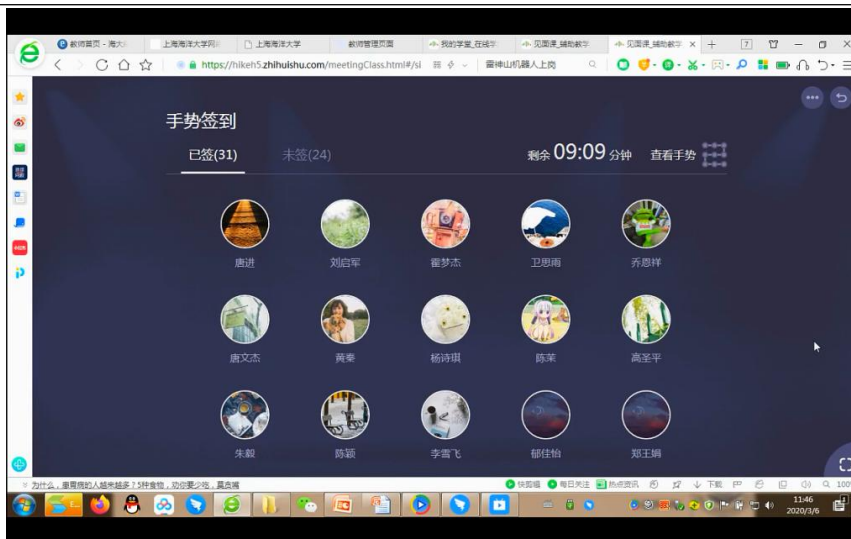 教师首页 - 海大
上海海洋大学网
上海海洋大学
教师管理页面
我的学堂_在线
见面课_辅助教学
见面课_辅助教学
7
https://hikeh5.zhihuishu.com/meetingClass.html#/si
雷神山机器人上岗
手势签到
已签(31)
未签(24)
剩余 09:09 分钟
查看手势
唐进
刘启军
霍梦杰
卫思雨
乔恩祥
唐文杰
黄秦
杨诗琪
陈茉
高圣平
朱毅
陈颖
李雪飞
郁佳怡
郑王娟
为什么，患胃病的人越来越多？5种食物，劝你要少吃，莫贪嘴
快剪辑
每日关注
热点资讯
下载
100%
11:46
2020/3/6